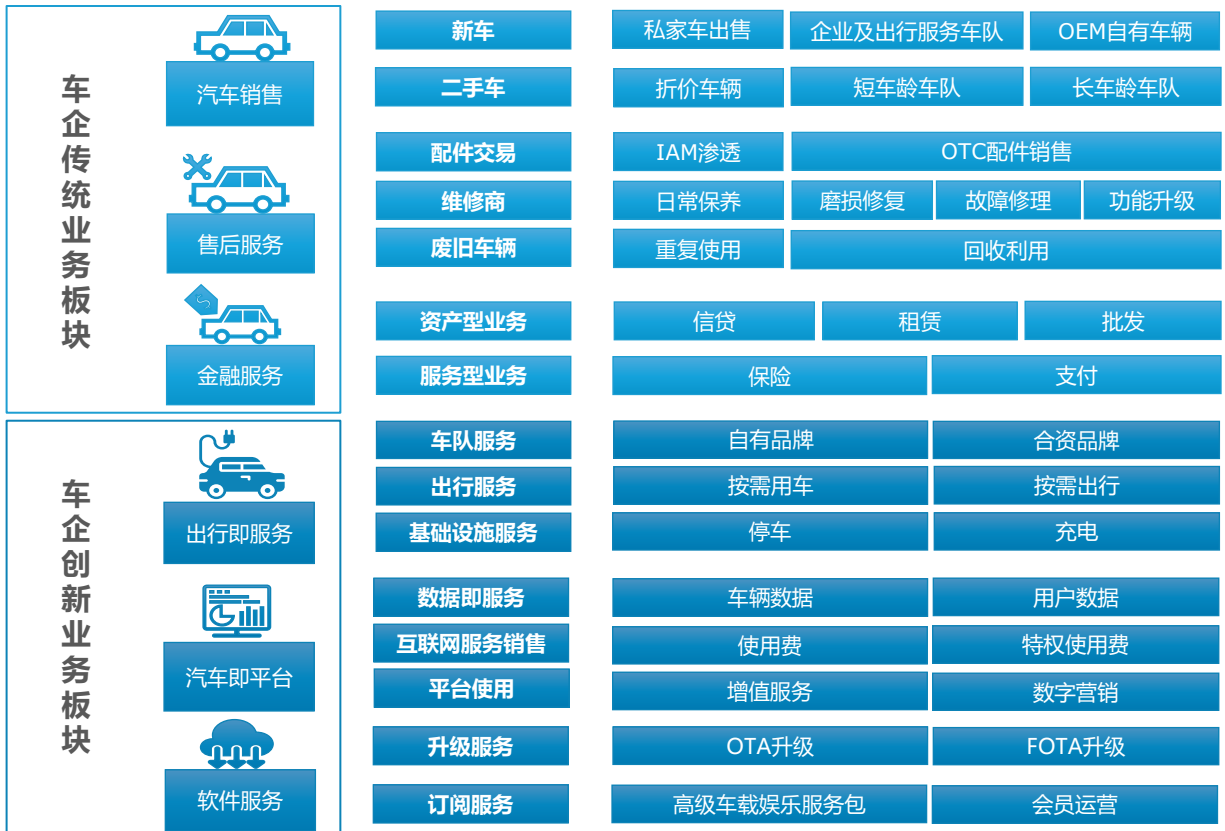 车企传统业务板块
汽车销售
新车
私家车出售
企业及出行服务车队
OEM自有车辆
二手车
折价车辆
短车龄车队
长车龄车队
售后服务
配件交易
IAM渗透
OTC配件销售
维修商
日常保养
磨损修复
故障修理
功能升级
废旧车辆
重复使用
回收利用
金融服务
资产型业务
信贷
租赁
批发
服务型业务
保险
支付
车企创新业务板块
出行即服务
车队服务
自有品牌
合资品牌
出行服务
按需用车
按需出行
基础设施服务
停车
充电
汽车即平台
数据即服务
车辆数据
用户数据
互联网服务销售
使用费
特权使用费
平台使用
增值服务
数字营销
软件服务
升级服务
OTA升级
FOTA升级
订阅服务
高级车载娱乐服务包
会员运营